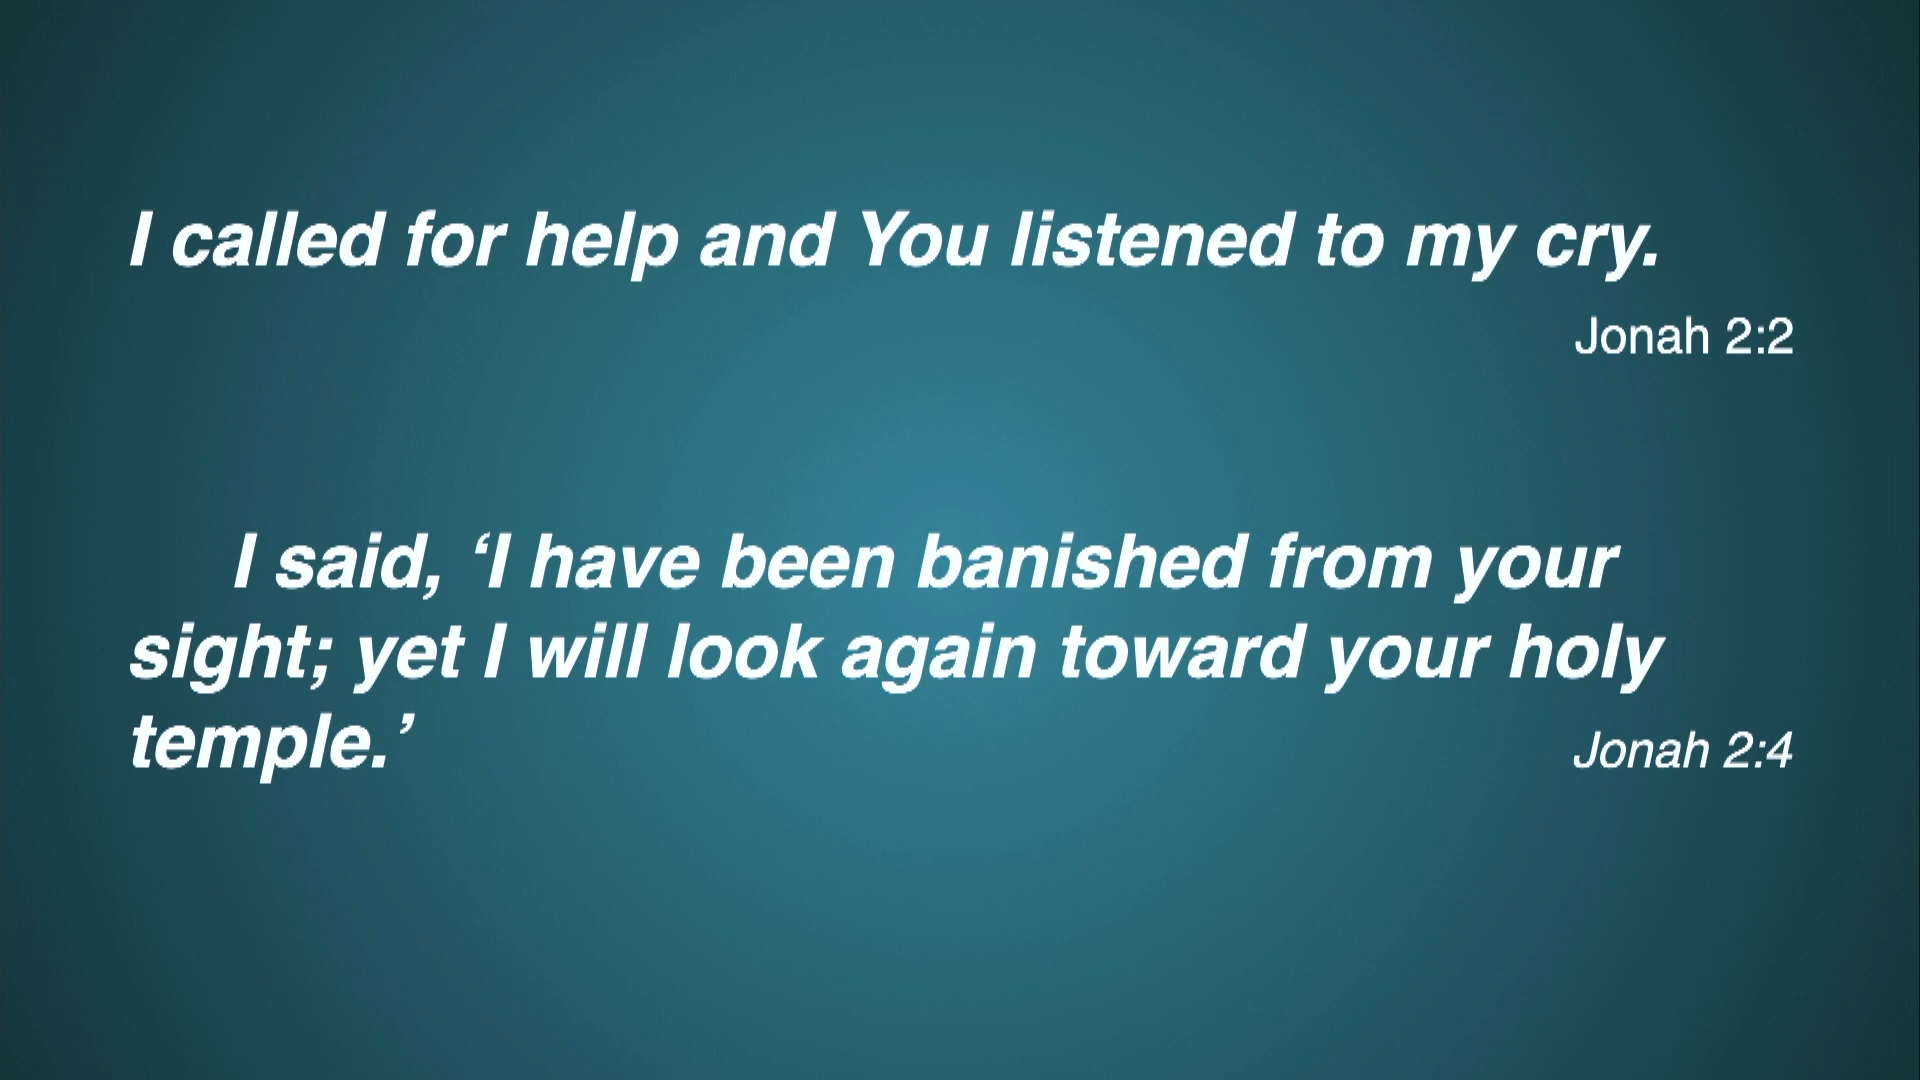 I called for help and You listened to my cry.
Jonah 2:2
I said, ‘I have been banished from your
sight; yet I will look again toward your holy
temple.’ Jonah 2:4